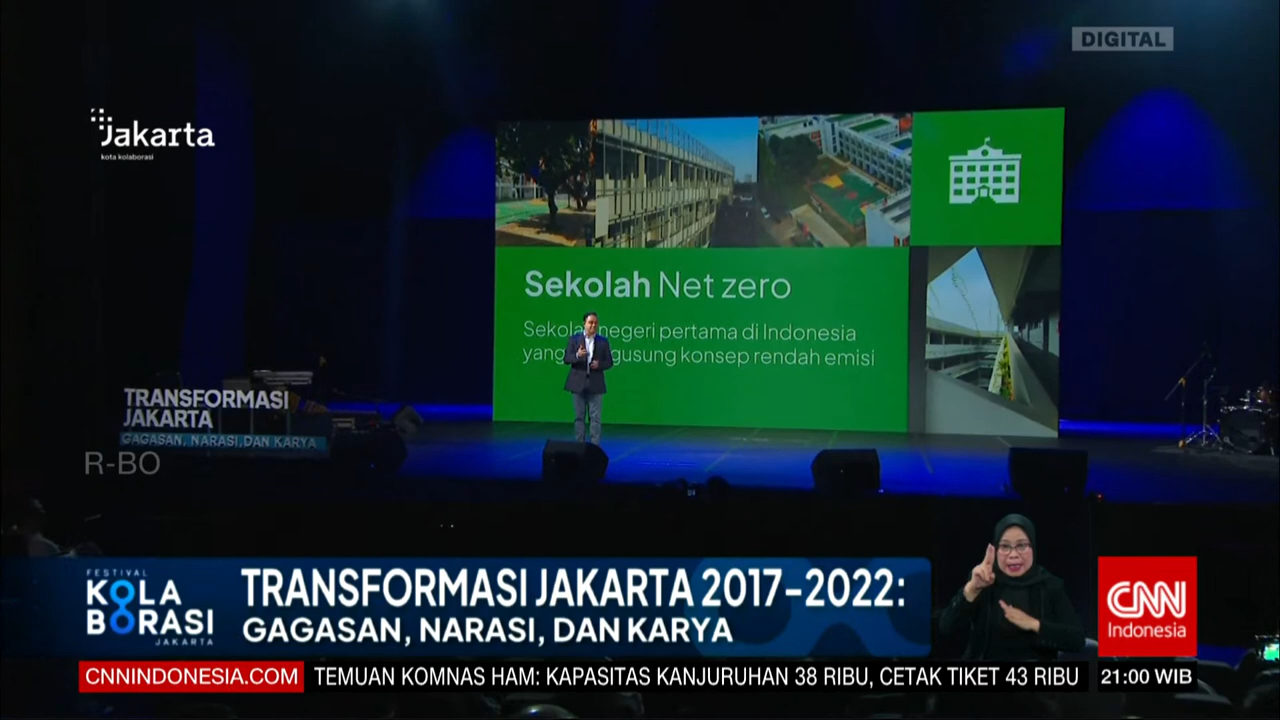 DIGITAL
Jakarta
kota kolaborasi
Sekolah Net zero
negeri pertama di Indonesia
konsep rendah emisi
TRANSFORMASI
JAKARTA
GAGASAN, NARASI, DAN KARYA
R-BO
FESTIVAL
KOLA
BORASI
JAKARTA
TRANSFORMASI JAKARTA 2017-2022:
GAGASAN, NARASI, DAN KARYA
CNN
Indonesia
CNNINDONESIA.COM
TEMUAN KOMNAS HAM: KAPASITAS KANJURUHAN 38 RIBU, CETAK TIKET 43 RIBU
21:00 WIB